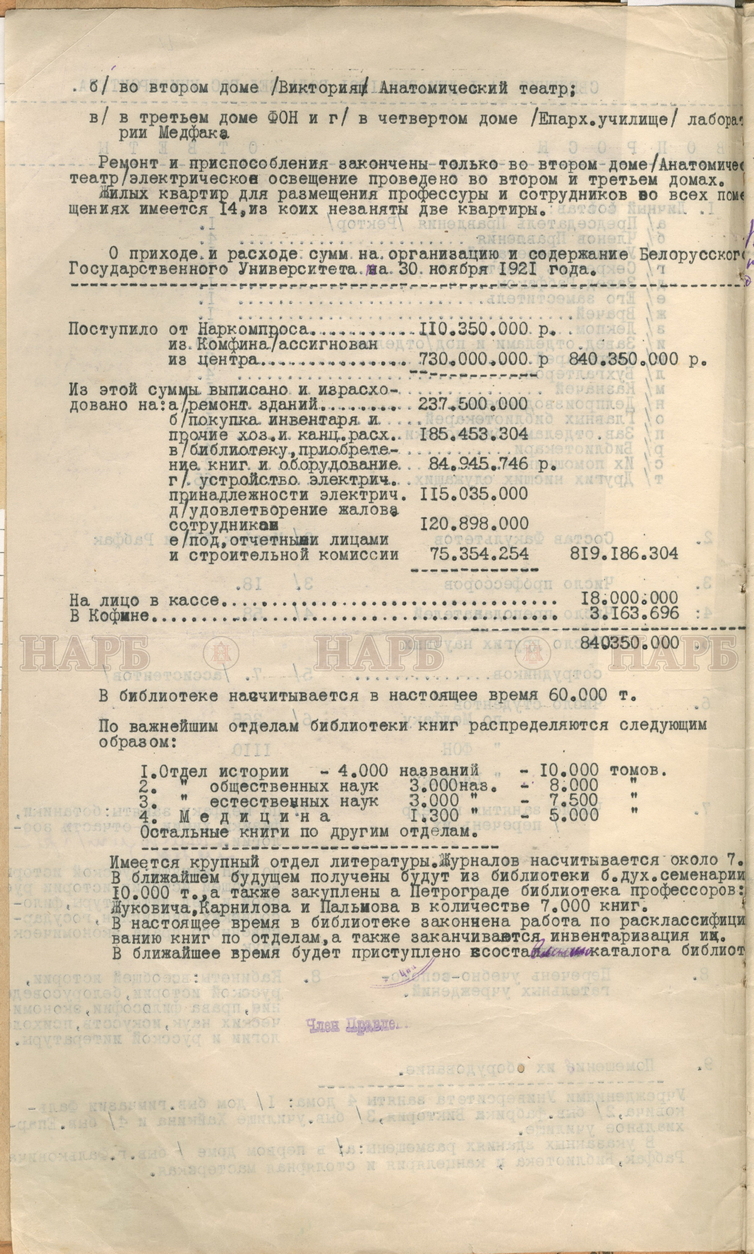 б/ во втором доме /Виктория/ Анатомический театр;
в/ в третьем доме ФОН и г/ в четвертом доме /Епарх.училище/ лабора
рии Медфака
Ремонт и приспособления закончены только во втором доме/Анатомичес
театр/электрическое освещение проведено во втором и третьем домах.
Жилых квартир для размещения профессуры и сотрудников во всех поме
щениях имеется 14,из коих незаняты две квартиры.
О приходе и расходе сумм на организацию и содержание Белорусског
Государственного Университета на 30 ноября 1921 года.
Поступило от Наркомпроса............ 110.350.000 р.
из Комфина/ассигнован
из центра................ 730.000.000 р 840.350.000 р.
Из этой суммы выписано и израсхо-
довано на:а/ремонт зданий........... 237.500.000
б/покупка инвентаря и
прочие хоз.и канц.расх. 185.453.304
в/библиотеку,приобрете-
ние книг и оборудование 84.945.746 р.
г/ устройство электрич.
принадлежности электрич. 115.035.000
д/удовлетворение жалова
сотрудникам 120.898.000
е/под,отчетными лицами
и строительной комиссии 75.354.254 819.186.304
На лицо в кассе.................................. 18.000.000
В Кофмне......................................... 3.163.696
840350.000
НАРБ НАРБ НАРБ
В библиотеке насчитывается в настоящее время 60.000 т.
По важнейшим отделам библиотеки книг распределяются следующим
образом:
1.Отдел истории - 4.000 названий - 10.000 томов.
2. " общественных наук 3.000наз. - 8.000 "
3. " естественных наук 3.000 " - 7.500 "
4. М е д и ц и н а 1.300 " - 5.000 "
Остальные книги по другим отделам.
Имеется крупный отдел литературы.Журналов насчитывается около 7.
В ближайшем будущем получены будут из библиотеки б.дух.семенарии
10.000 т.,а также закуплены а Петрограде библиотека профессоров:
Жуковича,Карнилова и Пальмова в количестве 7.000 книг.
В настоящее время в библиотеке закончена работа по расклассифици
ванию книг по отделам,а также заканчивается инвентаризация их.
В ближайшее время будет приступлено к составлению каталога библиот
Член Правле